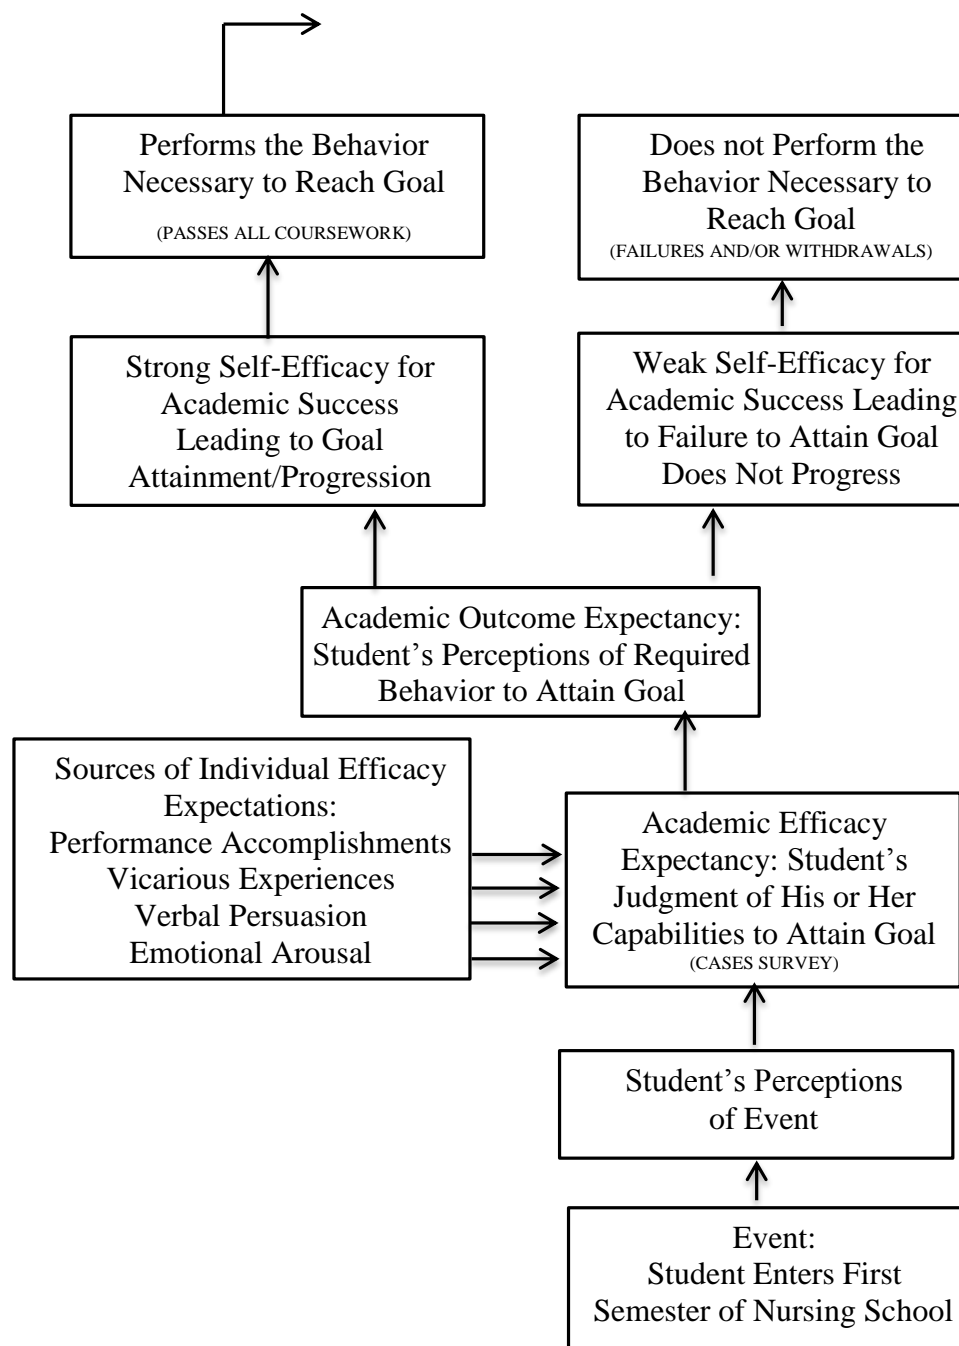 Performs the Behavior
Necessary to Reach Goal
(PASSES ALL COURSEWORK)
Does not Perform the
Behavior Necessary to
Reach Goal
(FAILURES AND/OR WITHDRAWALS)
Strong Self-Efficacy for
Academic Success
Leading to Goal
Attainment/Progression
Weak Self-Efficacy for
Academic Success Leading
to Failure to Attain Goal
Does Not Progress
Academic Outcome Expectancy:
Student’s Perceptions of Required
Behavior to Attain Goal
Sources of Individual Efficacy
Expectations:
Performance Accomplishments
Vicarious Experiences
Verbal Persuasion
Emotional Arousal
Academic Efficacy
Expectancy: Student’s
Judgment of His or Her
Capabilities to Attain Goal
(CASES SURVEY)
Student’s Perceptions
of Event
Event:
Student Enters First
Semester of Nursing School